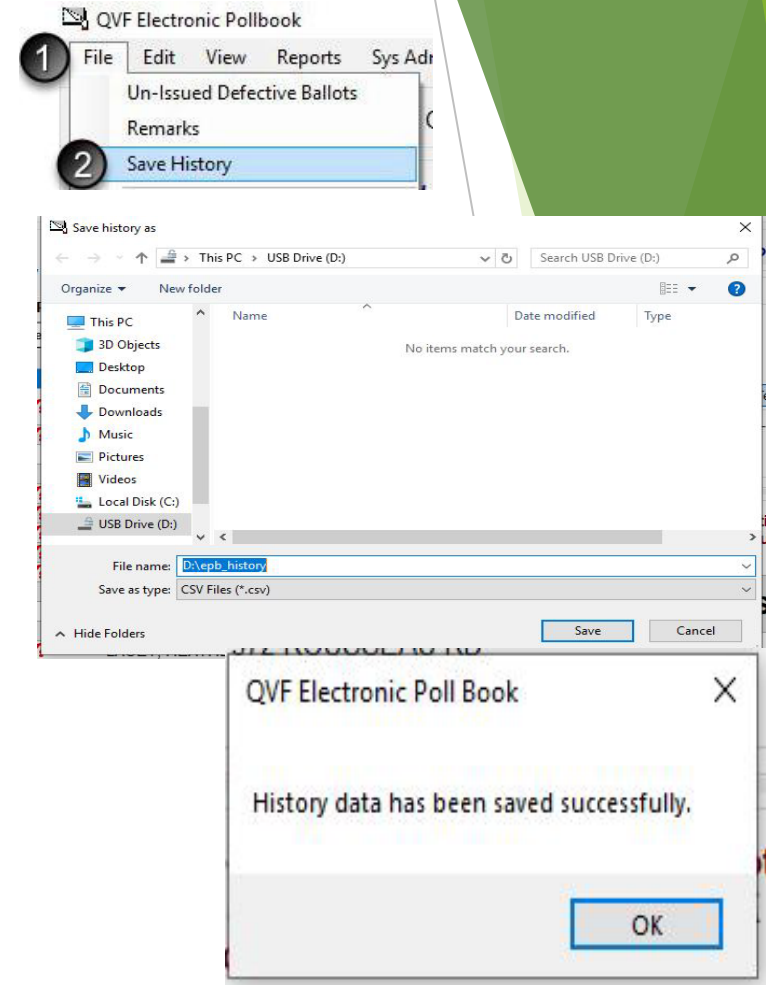 QVF Electronic Pollbook
1 File Edit View Reports Sys Adr
Un-Issued Defective Ballots
Remarks
2 Save History
Save history as
This PC > USB Drive (D:) Search USB Drive (D:)
Organize New folder
Name Date modified Type
This PC
No items match your search.
3D Objects
Desktop
Documents
Downloads
Music
Pictures
Videos
Local Disk (C:)
USB Drive (D:)
File name: D:\epb_history
Save as type: CSV Files (*.csv)
Hide Folders Save Cancel
QVF Electronic Poll Book
History data has been saved successfully.
OK